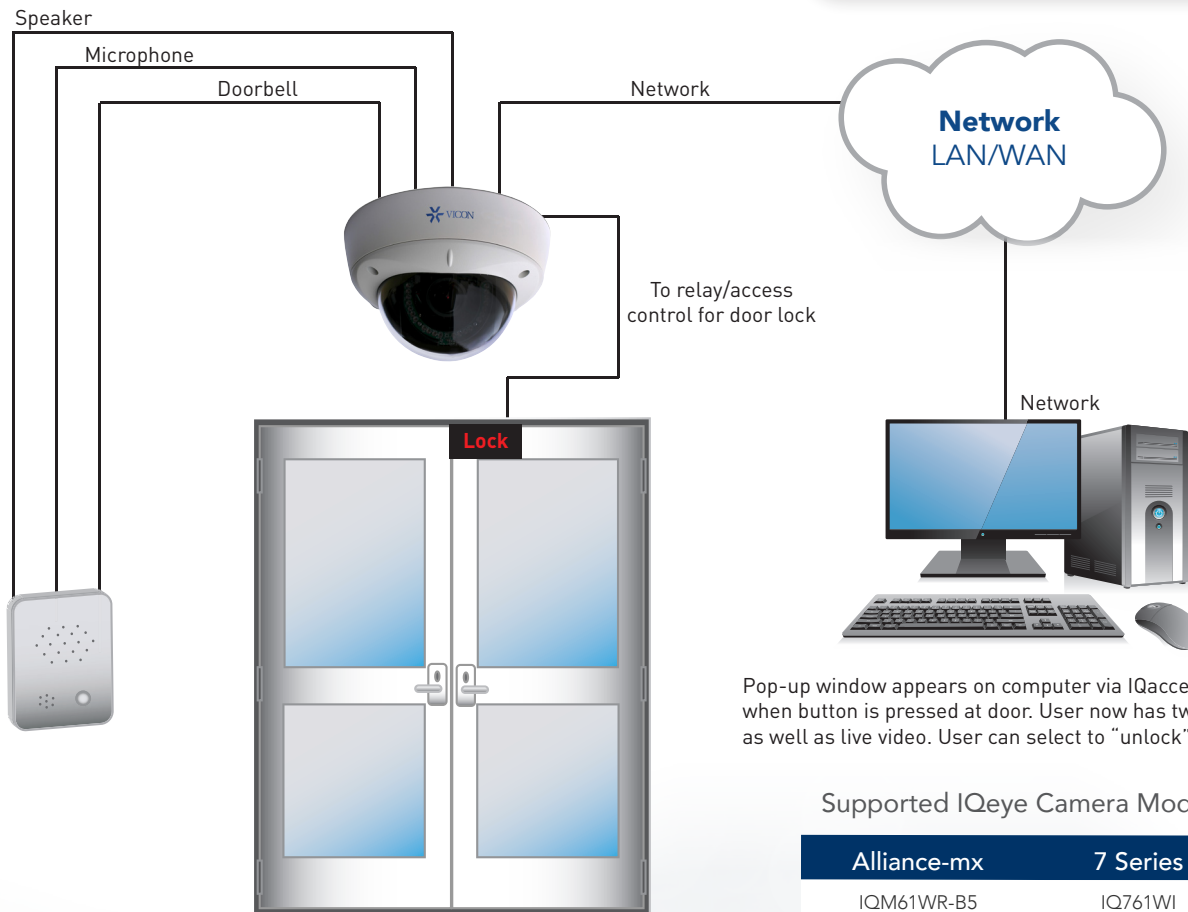 Speaker
Microphone
Doorbell
Network
Network
LAN/WAN
VICON
To relay/access
control for door lock
Network
Lock
Pop-up window appears on computer via
when button is pressed at door. User now has
as well as live video. User can select to “unlock”
Supported IQeye Camera
Alliance-mx 7 Series
IQM61WR-B5 IQ761WI